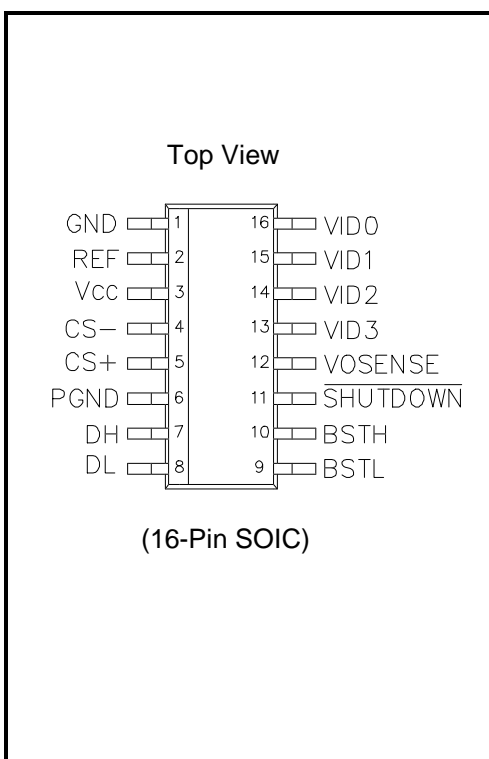 Top View
GND 1 16 VID0
REF 2 15 VID1
Vcc 3 14 VID2
CS− 4 13 VID3
CS+ 5 12 VOSENSE
PGND 6 11 SHUTDOWN
DH 7 10 BSTH
DL 8 9 BSTL
(16-Pin SOIC)